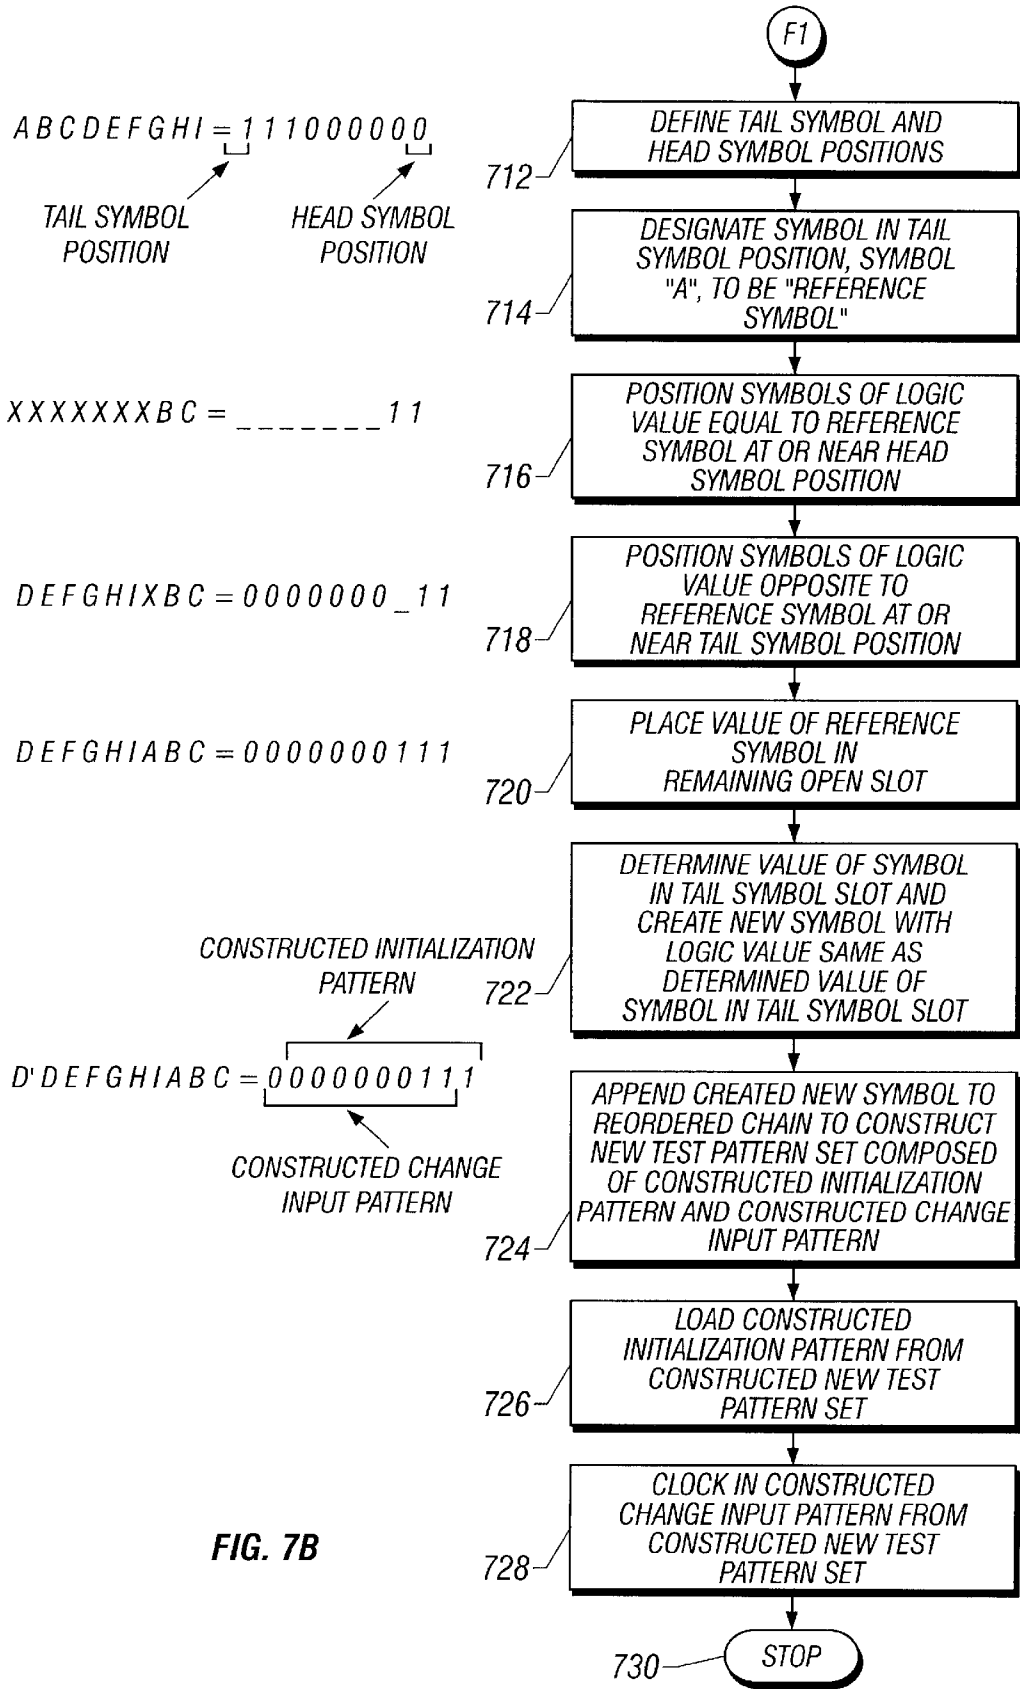 F1
ABCDEFGHI = 111000000
TAIL SYMBOL
POSITION
HEAD SYMBOL
POSITION
DEFINE TAIL SYMBOL AND
HEAD SYMBOL POSITIONS
712
DESIGNATE SYMBOL IN TAIL
SYMBOL POSITION, SYMBOL
"A", TO BE "REFERENCE
SYMBOL"
714
XXXXXXXBC = _ _ _ _ _ _ _ 11
POSITION SYMBOLS OF LOGIC
VALUE EQUAL TO REFERENCE
SYMBOL AT OR NEAR HEAD
SYMBOL POSITION
716
DEFGHIXBC = 0000000_11
POSITION SYMBOLS OF LOGIC
VALUE OPPOSITE TO
REFERENCE SYMBOL AT OR
NEAR TAIL SYMBOL POSITION
718
DEFGHIABC = 0000000111
PLACE VALUE OF REFERENCE
SYMBOL IN
REMAINING OPEN SLOT
720
DETERMINE VALUE OF SYMBOL
IN TAIL SYMBOL SLOT AND
CREATE NEW SYMBOL WITH
LOGIC VALUE SAME AS
DETERMINED VALUE OF
SYMBOL IN TAIL SYMBOL SLOT
722
CONSTRUCTED INITIALIZATION
PATTERN
D'DEFGHIABC = 0000000111
CONSTRUCTED CHANGE
INPUT PATTERN
APPEND CREATED NEW SYMBOL TO
REORDERED CHAIN TO CONSTRUCT
NEW TEST PATTERN SET COMPOSED
OF CONSTRUCTED INITIALIZATION
PATTERN AND CONSTRUCTED CHANGE
INPUT PATTERN
724
LOAD CONSTRUCTED
INITIALIZATION PATTERN FROM
CONSTRUCTED NEW TEST
PATTERN SET
726
CLOCK IN CONSTRUCTED
CHANGE INPUT PATTERN FROM
CONSTRUCTED NEW TEST
PATTERN SET
728
FIG. 7B
STOP
730